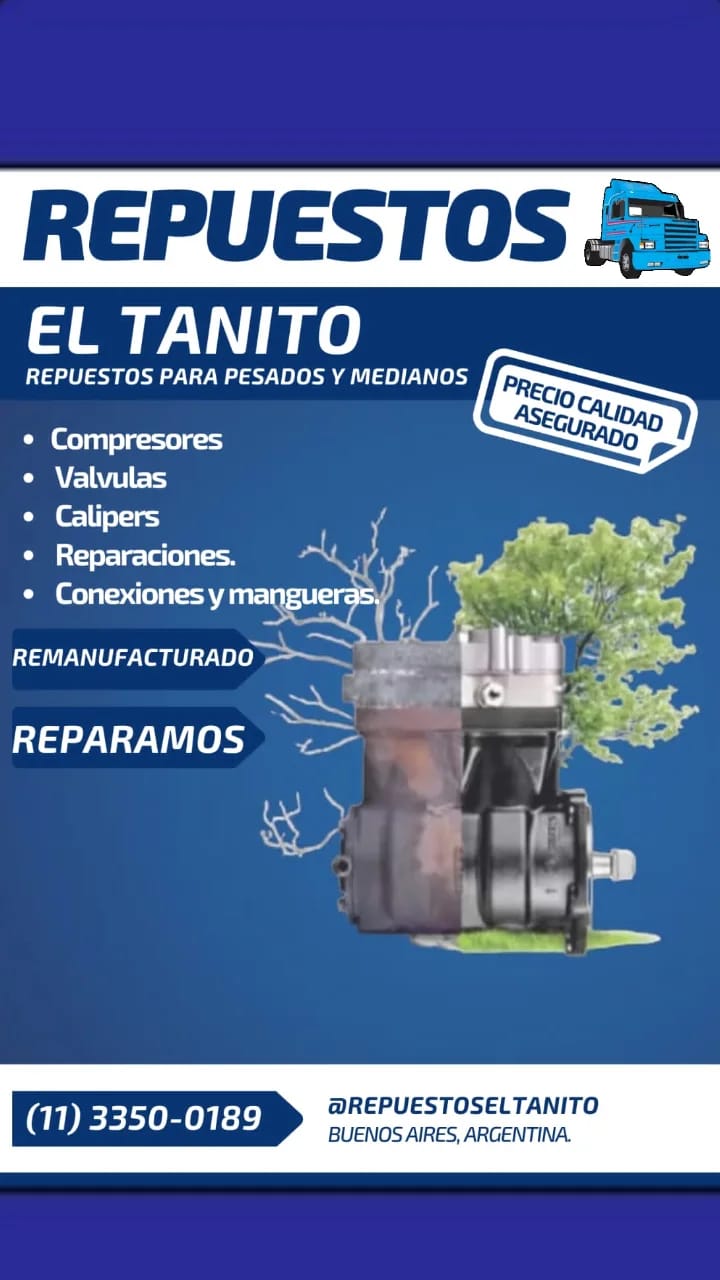 REPUESTOS
EL TANITO
REPUESTOS PARA PESADOS Y MEDIANOS
PRECIO CALIDAD
ASEGURADO
• Compresores
• Valvulas
• Calipers
• Reparaciones.
• Conexiones y mangueras.
REMANUFACTURADO
REPARAMOS
(11) 3350-0189
@REPUESTOSELTANITO
BUENOS AIRES, ARGENTINA.